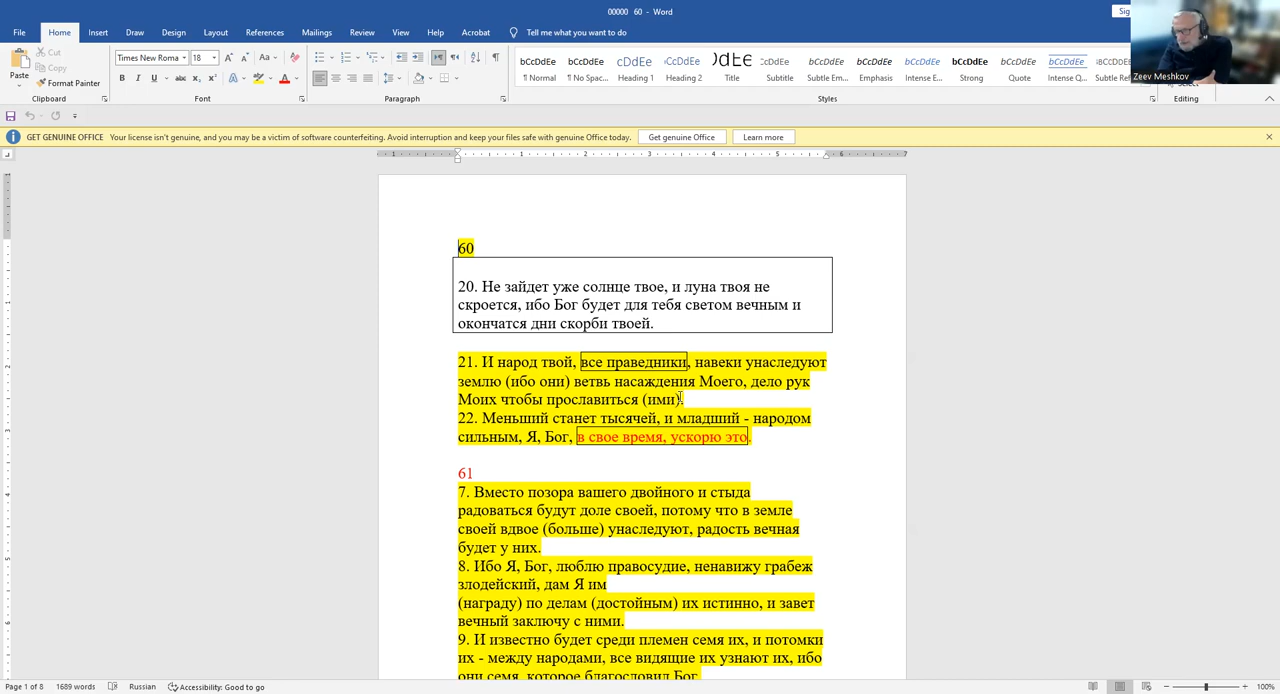 00000 60 - Word
File Home Insert Draw Design Layout References Mailings Review View Help Acrobat Tell me what you want to do
Paste
Cut
Copy
Format Painter
Clipboard
Times New Roma 18
Font
Paragraph
AaBbCcDdEe
¶ Normal
¶ No Spac...
Heading 1
Heading 2
Title
Subtitle
Subtle Em...
Emphasis
Intense E...
Strong
Quote
Intense Q...
Subtle Ref
Styles
Editing
Zeev Meshkov
GET GENUINE OFFICE Your license isn't genuine, and you may be a victim of software counterfeiting. Avoid interruption and keep your files safe with genuine Office today. Get genuine Office Learn more
60
20. Не зайдет уже солнце твое, и луна твоя не
скроется, ибо Бог будет для тебя светом вечным и
окончатся дни скорби твоей.
21. И народ твой, все праведники, навеки унаследуют
землю (ибо они) ветвь насаждения Моего, дело рук
Моих чтобы прославиться (ими).
22. Меньший станет тысячей, и младший - народом
сильным, Я, Бог, в свое время, ускорю это.
61
7. Вместо позора вашего двойного и стыда
радоваться будут доле своей, потому что в земле
своей вдвое (больше) унаследуют, радость вечная
будет у них.
8. Ибо Я, Бог, люблю правосудие, ненавижу грабеж
злодейский, дам Я им
(награду) по делам (достойным) их истинно, и завет
вечный заключу с ними.
9. И известно будет среди племен семя их, и потомки
их - между народами, все видящие их узнают их, ибо
они семя, которое благословил Бог.
Page 1 of 8 1689 words Russian Accessibility: Good to go 100%